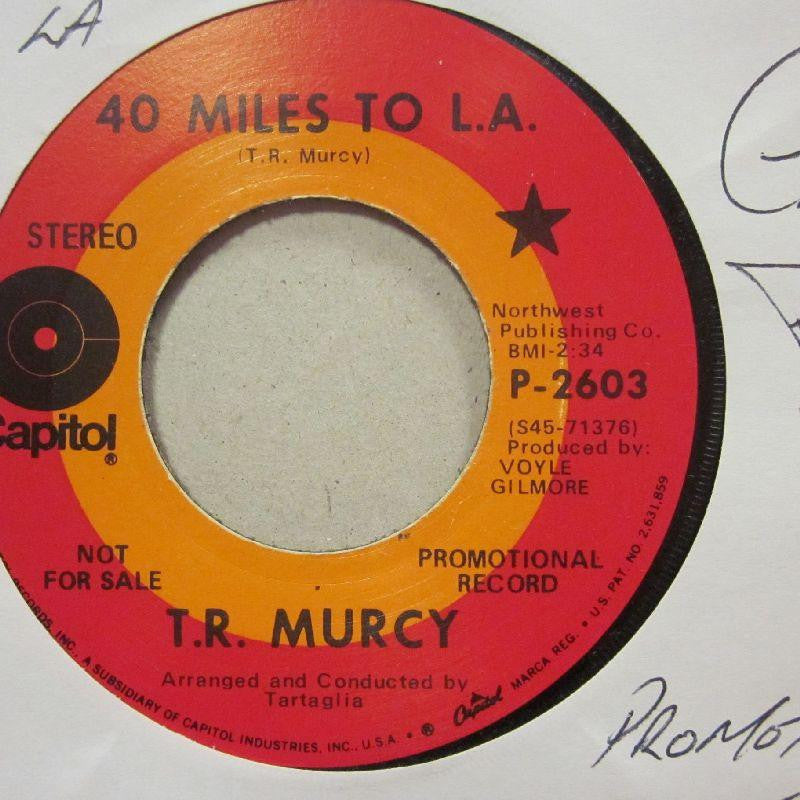 LA
40 MILES TO L.A.
(T.R. Murcy)
STEREO
Capitol
®
Northwest
Publishing Co.
BMI-2:34
P-2603
(S45-71376)
Produced by:
VOYLE
GILMORE
NOT
FOR SALE
PROMOTIONAL
RECORD
T.R. MURCY
Arranged and Conducted by
Tartaglia
RECORDS, INC., A SUBSIDIARY OF CAPITOL INDUSTRIES, INC., U.S.A. • ® Capitol MARCA REG. • U.S. PAT. NO. 2,631,859
PROMO